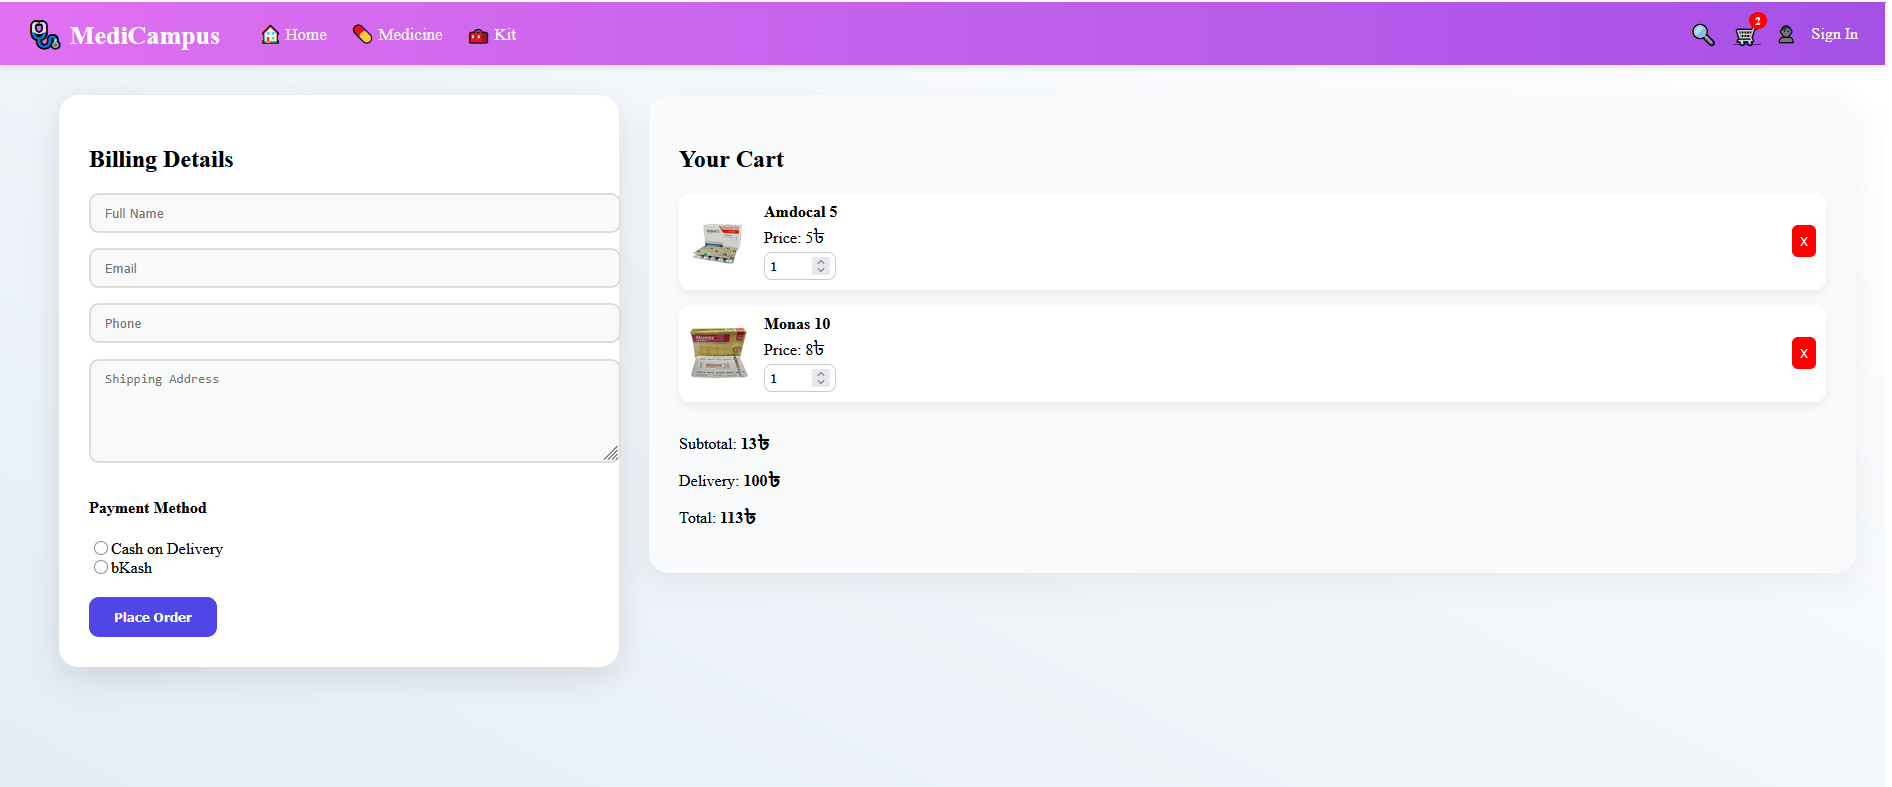 MediCampus Home Medicine Kit 2 Sign In
Billing Details
Full Name
Email
Phone
Shipping Address
Payment Method
Cash on Delivery
bKash
Place Order
Your Cart
Amdocal 5
Price: 5৳
1
X
Monas 10
Price: 8৳
1
X
Subtotal: 13৳
Delivery: 100৳
Total: 113৳